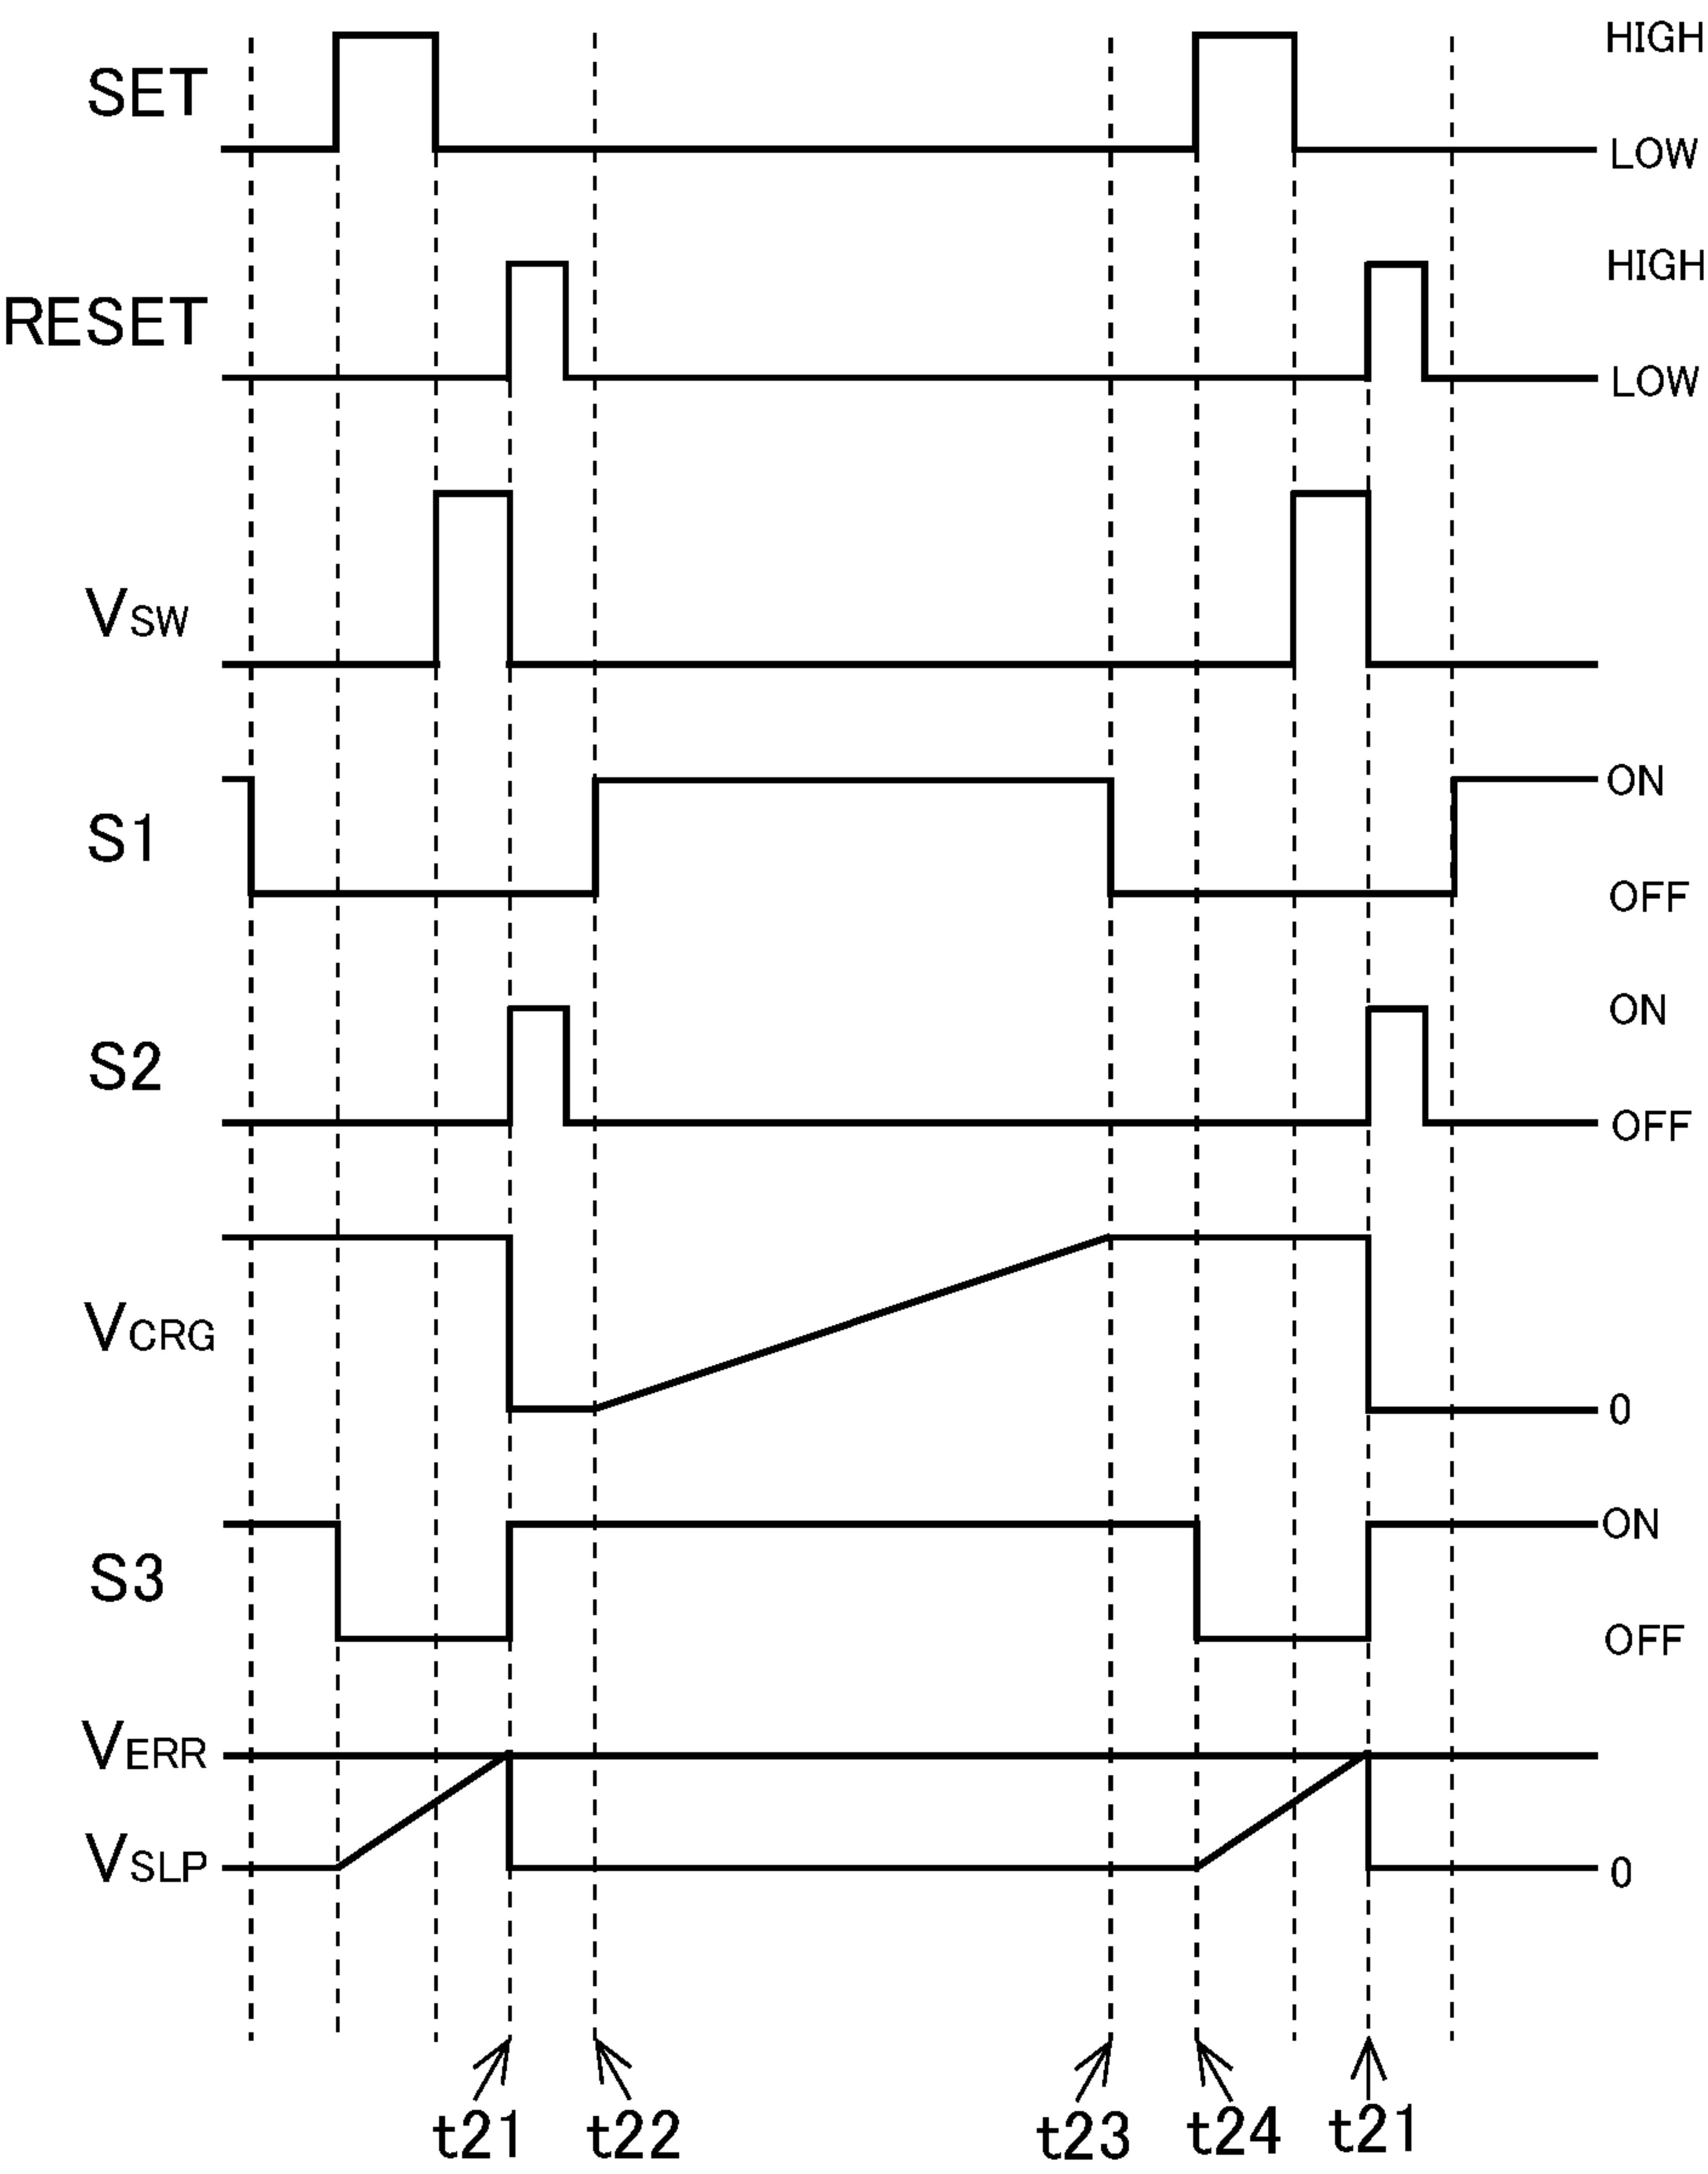 HIGH
SET
LOW
HIGH
RESET
LOW
VSW
ON
S1
OFF
ON
S2
OFF
VCRG
0
ON
S3
OFF
VERR
VSLP
0
t21 t22 t23 t24 t21